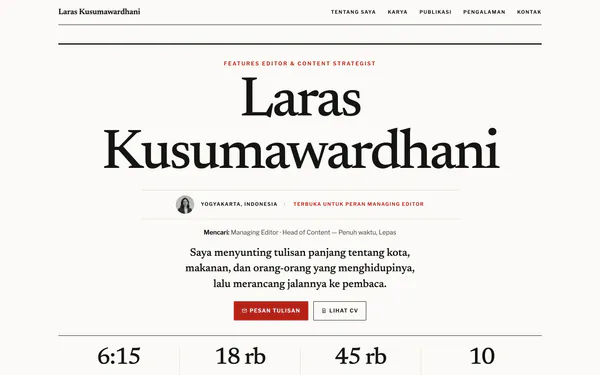 Laras Kusumawardhani
TENTANG SAYA KARYA PUBLIKASI PENGALAMAN KONTAK
FEATURES EDITOR & CONTENT STRATEGIST
Laras
Kusumawardhani
YOGYAKARTA, INDONESIA
TERBUKA UNTUK PERAN MANAGING EDITOR
Mencari: Managing Editor · Head of Content — Penuh waktu, Lepas
Saya menyunting tulisan panjang tentang kota,
makanan, dan orang-orang yang menghidupinya,
lalu merancang jalannya ke pembaca.
PESAN TULISAN
LIHAT CV
6:15 18 rb 45 rb 10